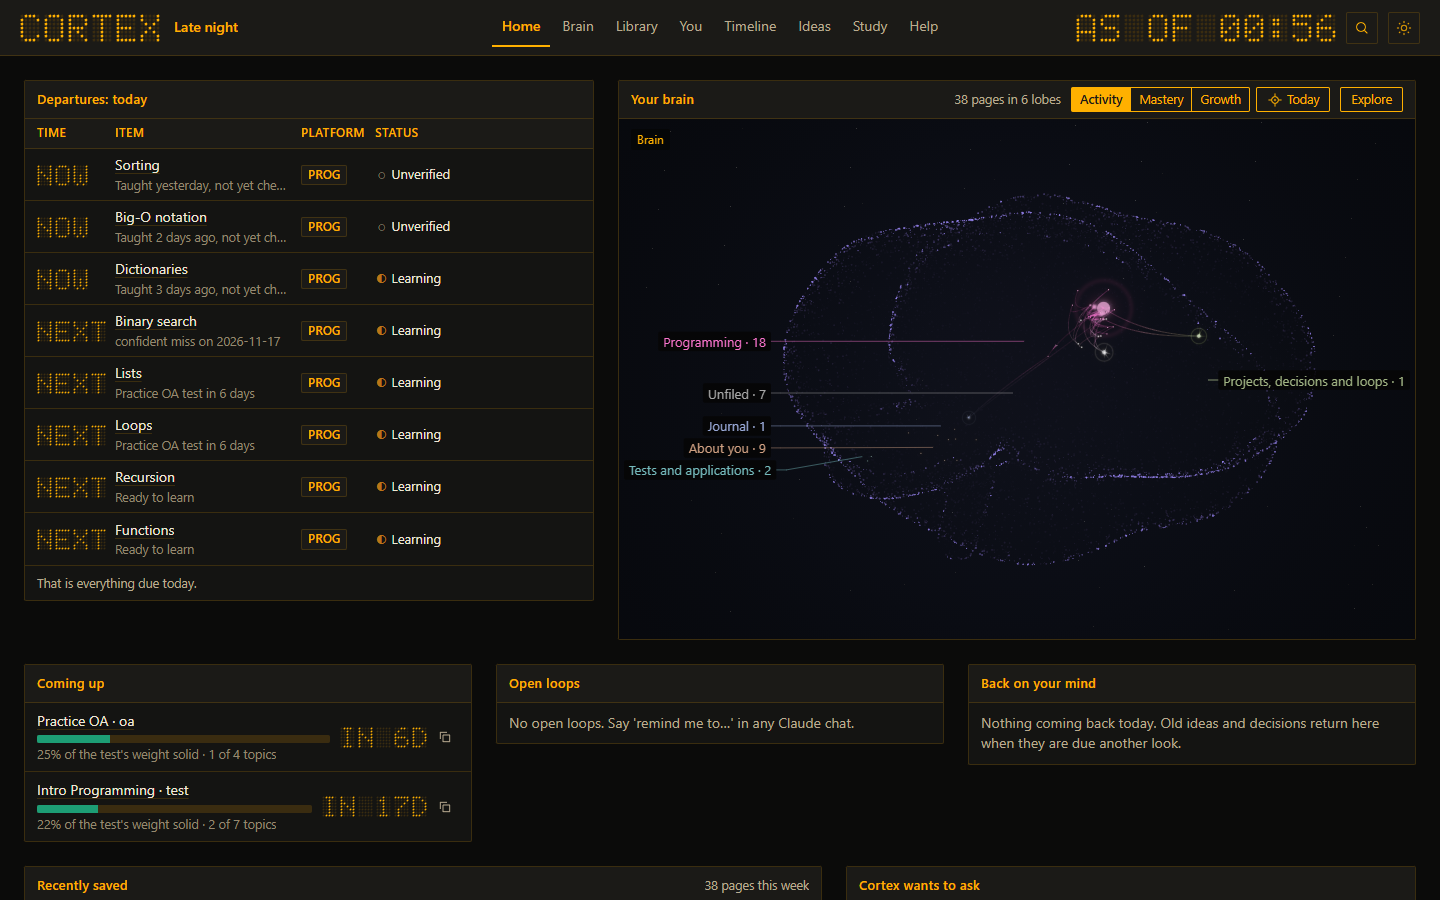 CORTEX Late night Home Brain Library You Timeline Ideas Study Help AS OF 00:56
Departures: today
TIME ITEM PLATFORM STATUS
NOW Sorting PROG Unverified
Taught yesterday, not yet che...
NOW Big-O notation PROG Unverified
Taught 2 days ago, not yet ch...
NOW Dictionaries PROG Learning
Taught 3 days ago, not yet ch...
NEXT Binary search PROG Learning
confident miss on 2026-11-17
NEXT Lists PROG Learning
Practice OA test in 6 days
NEXT Loops PROG Learning
Practice OA test in 6 days
NEXT Recursion PROG Learning
Ready to learn
NEXT Functions PROG Learning
Ready to learn
That is everything due today.
Your brain 38 pages in 6 lobes Activity Mastery Growth Today Explore
Brain
Programming · 18
Projects, decisions and loops · 1
Unfiled · 7
Journal · 1
About you · 9
Tests and applications · 2
Coming up
Practice OA · oa IN 6D
25% of the test's weight solid · 1 of 4 topics
Intro Programming · test IN 17D
22% of the test's weight solid · 2 of 7 topics
Open loops
No open loops. Say 'remind me to...' in any Claude chat.
Back on your mind
Nothing coming back today. Old ideas and decisions return here
when they are due another look.
Recently saved 38 pages this week
Cortex wants to ask